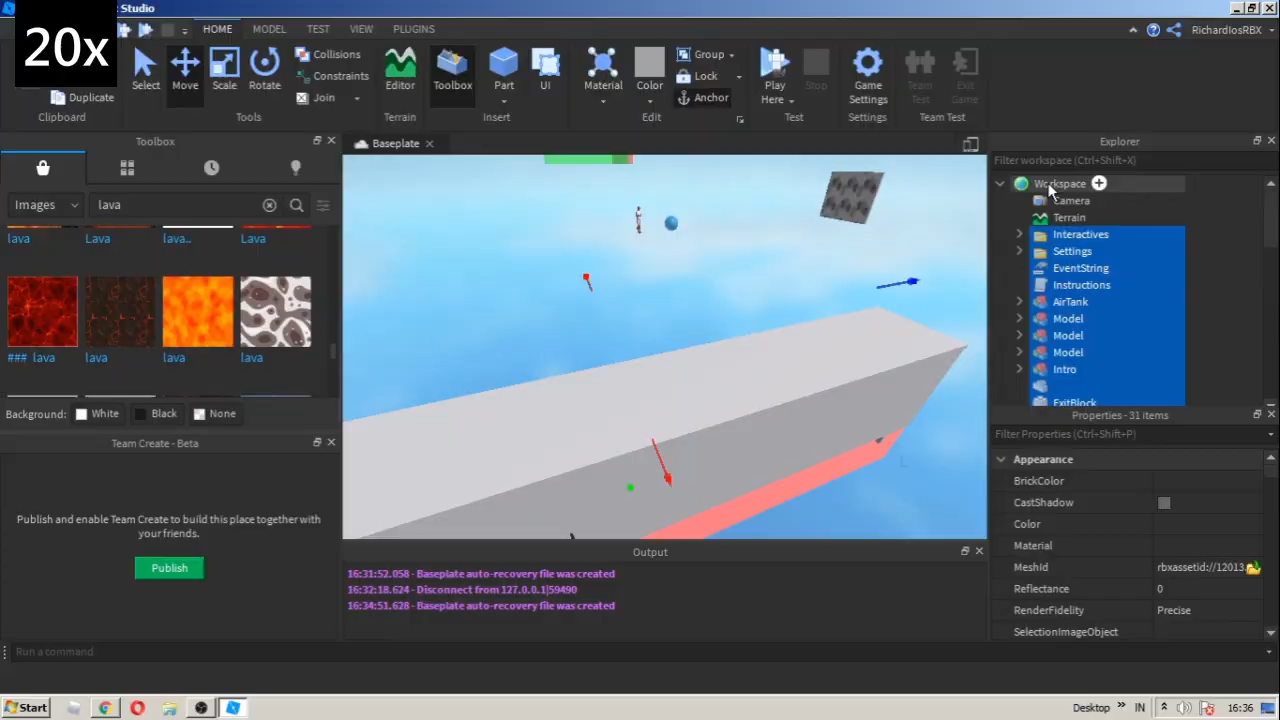 20x
Studio
HOME
MODEL
TEST
VIEW
PLUGINS
RichardIosRBX
Duplicate
Clipboard
Select
Move
Scale
Rotate
Collisions
Constraints
Join
Tools
Editor
Terrain
Toolbox
Part
UI
Insert
Material
Color
Group
Lock
Anchor
Edit
Play
Here
Stop
Test
Game
Settings
Settings
Team
Test
Exit
Game
Team Test
Toolbox
Images
lava
lava
Lava
lava..
Lava
### lava
lava
lava
lava
Background:
White
Black
None
Team Create - Beta
Publish and enable Team Create to build this place together with
your friends.
Publish
Baseplate
Output
16:31:52.058 - Baseplate auto-recovery file was created
16:32:18.624 - Disconnect from 127.0.0.1|59490
16:34:51.628 - Baseplate auto-recovery file was created
Explorer
Filter workspace (Ctrl+Shift+X)
Workspace
Camera
Terrain
Interactives
Settings
EventString
Instructions
AirTank
Model
Model
Model
Intro
ExitBlock
Properties - 31 items
Filter Properties (Ctrl+Shift+P)
Appearance
BrickColor
CastShadow
Color
Material
MeshId
rbxassetid://12013
Reflectance
0
RenderFidelity
Precise
SelectionImageObject
Run a command
Start
Desktop
IN
16:36